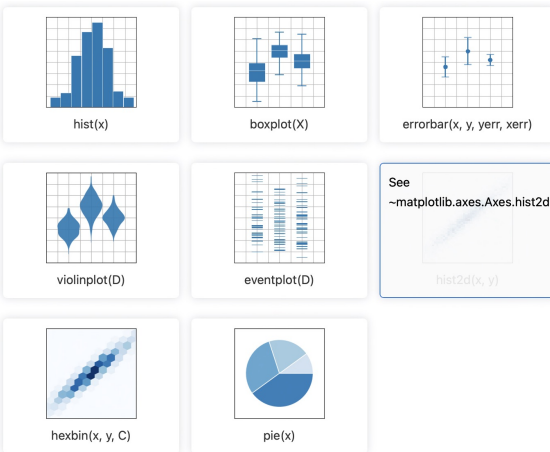 hist(x)
boxplot(X)
errorbar(x, y, yerr, xerr)
violinplot(D)
eventplot(D)
See
~matplotlib.axes.Axes.hist2d
hist2d(x, y)
hexbin(x, y, C)
pie(x)